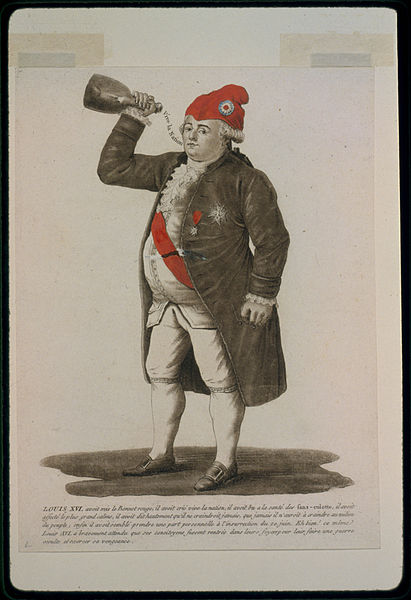 Vive la Nation
LOUIS XVI. avoit mis le Bonnet rouge, il avoit crié vive la nation, il avoit bu a la santé des sans-culotte, il avoit
affecté le plus grand calme, il avoit dit hautement qu'il ne craindroit jamais, que jamais il n'auroit à craindre au milieu
du peuple; enfin il avoit semblé prendre une part personnelle à l'insurrection du 20 juin. Eh bien! ce même
Louis XVI. a bravement attendu que ses concitoyens fussent rentrés dans leurs foyers pour leur faire une guerre
occulte et exercer sa vengeance.